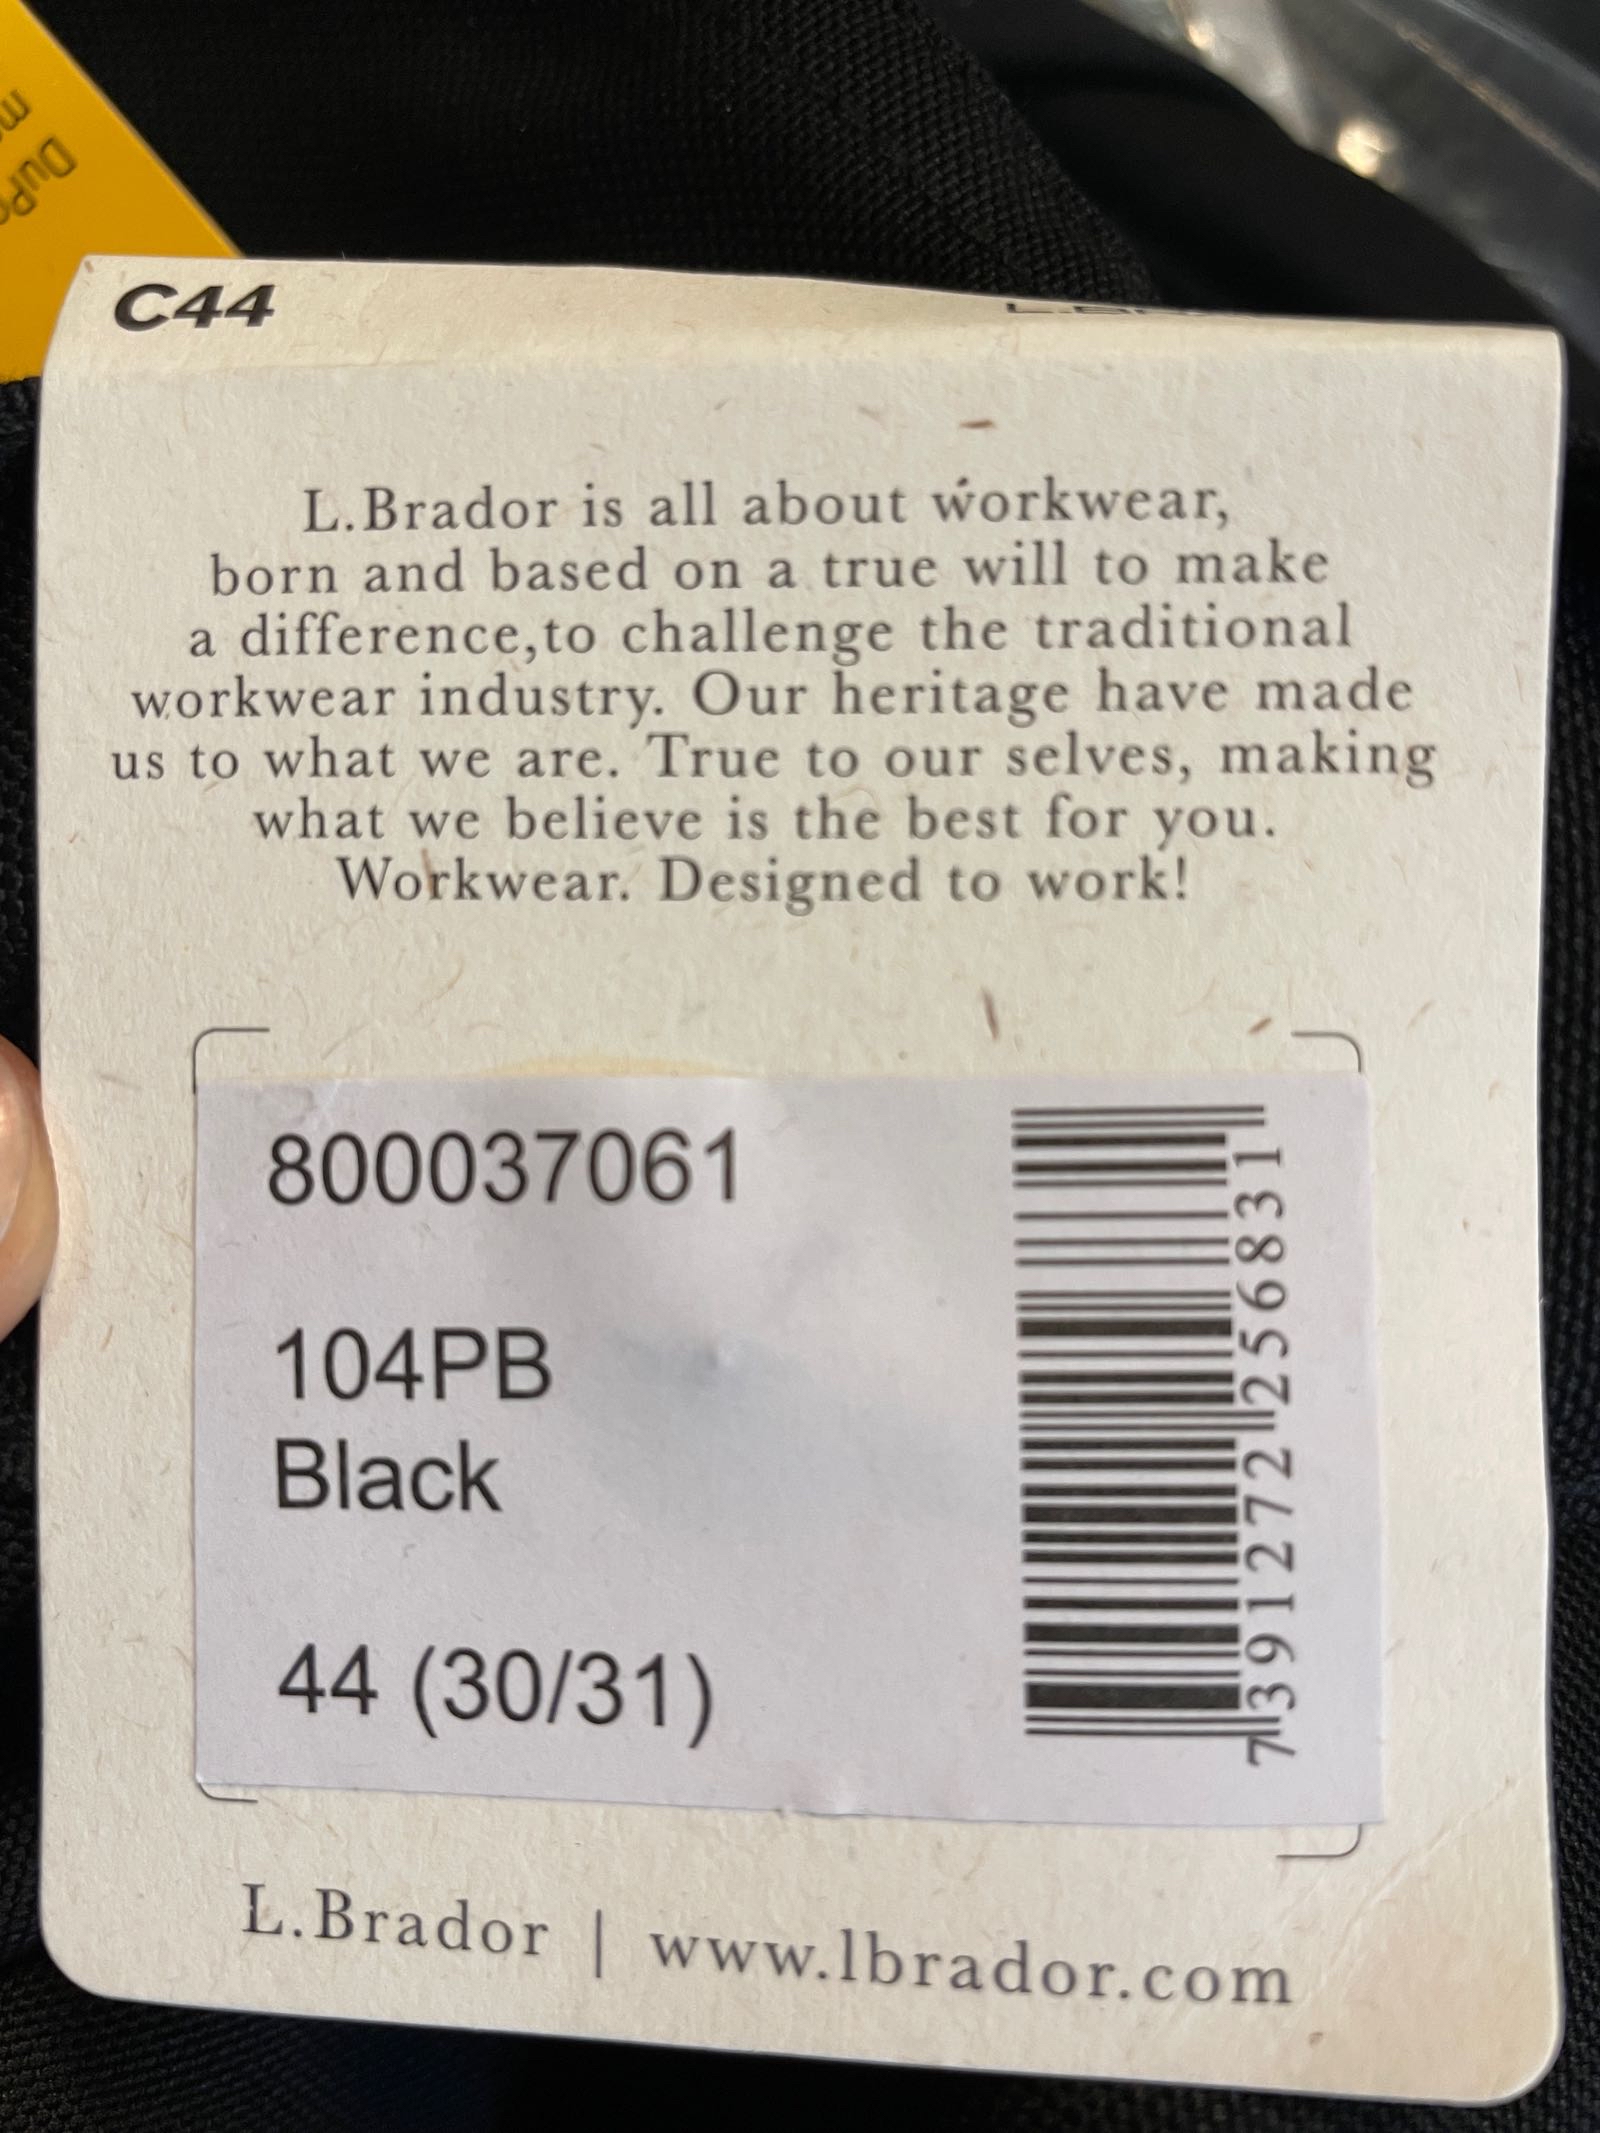 C44
L.Brador is all about workwear,
born and based on a true will to make
a difference,to challenge the traditional
workwear industry. Our heritage have made
us to what we are. True to our selves, making
what we believe is the best for you.
Workwear. Designed to work!
800037061
104PB
Black
44 (30/31)
7391272256831
L.Brador | www.lbrador.com